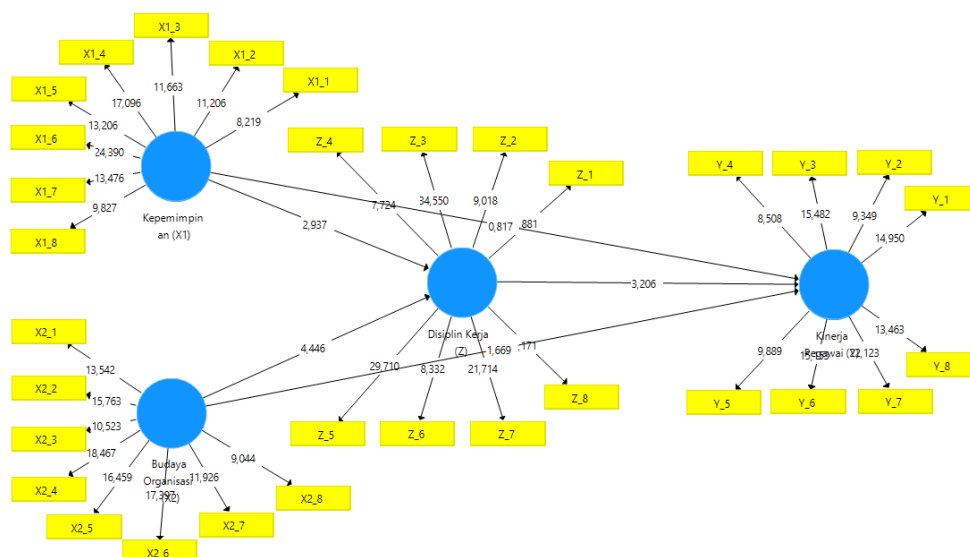 X1_3
X1_4
X1_2
X1_1
11,663
X1_5
17,096
11,206
8,219
13,206
X1_6
24,390
13,476
X1_7
9,827
X1_8
Kepemimpin
an (X1)
2,937
Z_4
Z_3
Z_2
Z_1
7,724
34,550
9,018
0,817
881
Y_4
Y_3
Y_2
Y_1
8,508
15,482
9,349
14,950
3,206
Disiplin Kerja
(Z)
4,446
1,669
171
29,710
8,332
21,714
Z_5
Z_6
Z_7
Z_8
Kinerja
13,463
9,889
22,123
Y_8
Y_5
Y_6
Y_7
X2_1
13,542
X2_2
15,763
10,523
X2_3
18,467
X2_4
16,459
Budaya
Organisasi
17,397
11,926
9,044
X2_8
X2_5
X2_7
X2_6